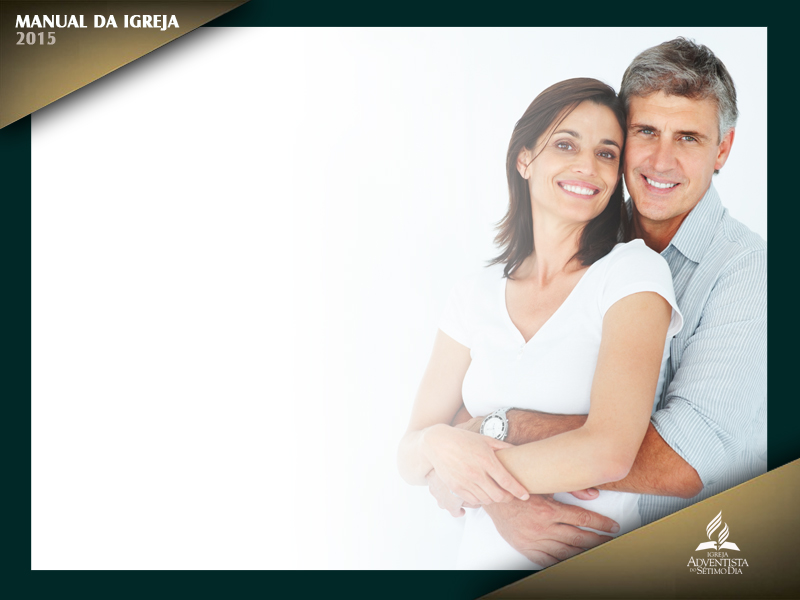 MANUAL DA IGREJA
2015
IGREJA
ADVENTISTA
DO SÉTIMO DIA